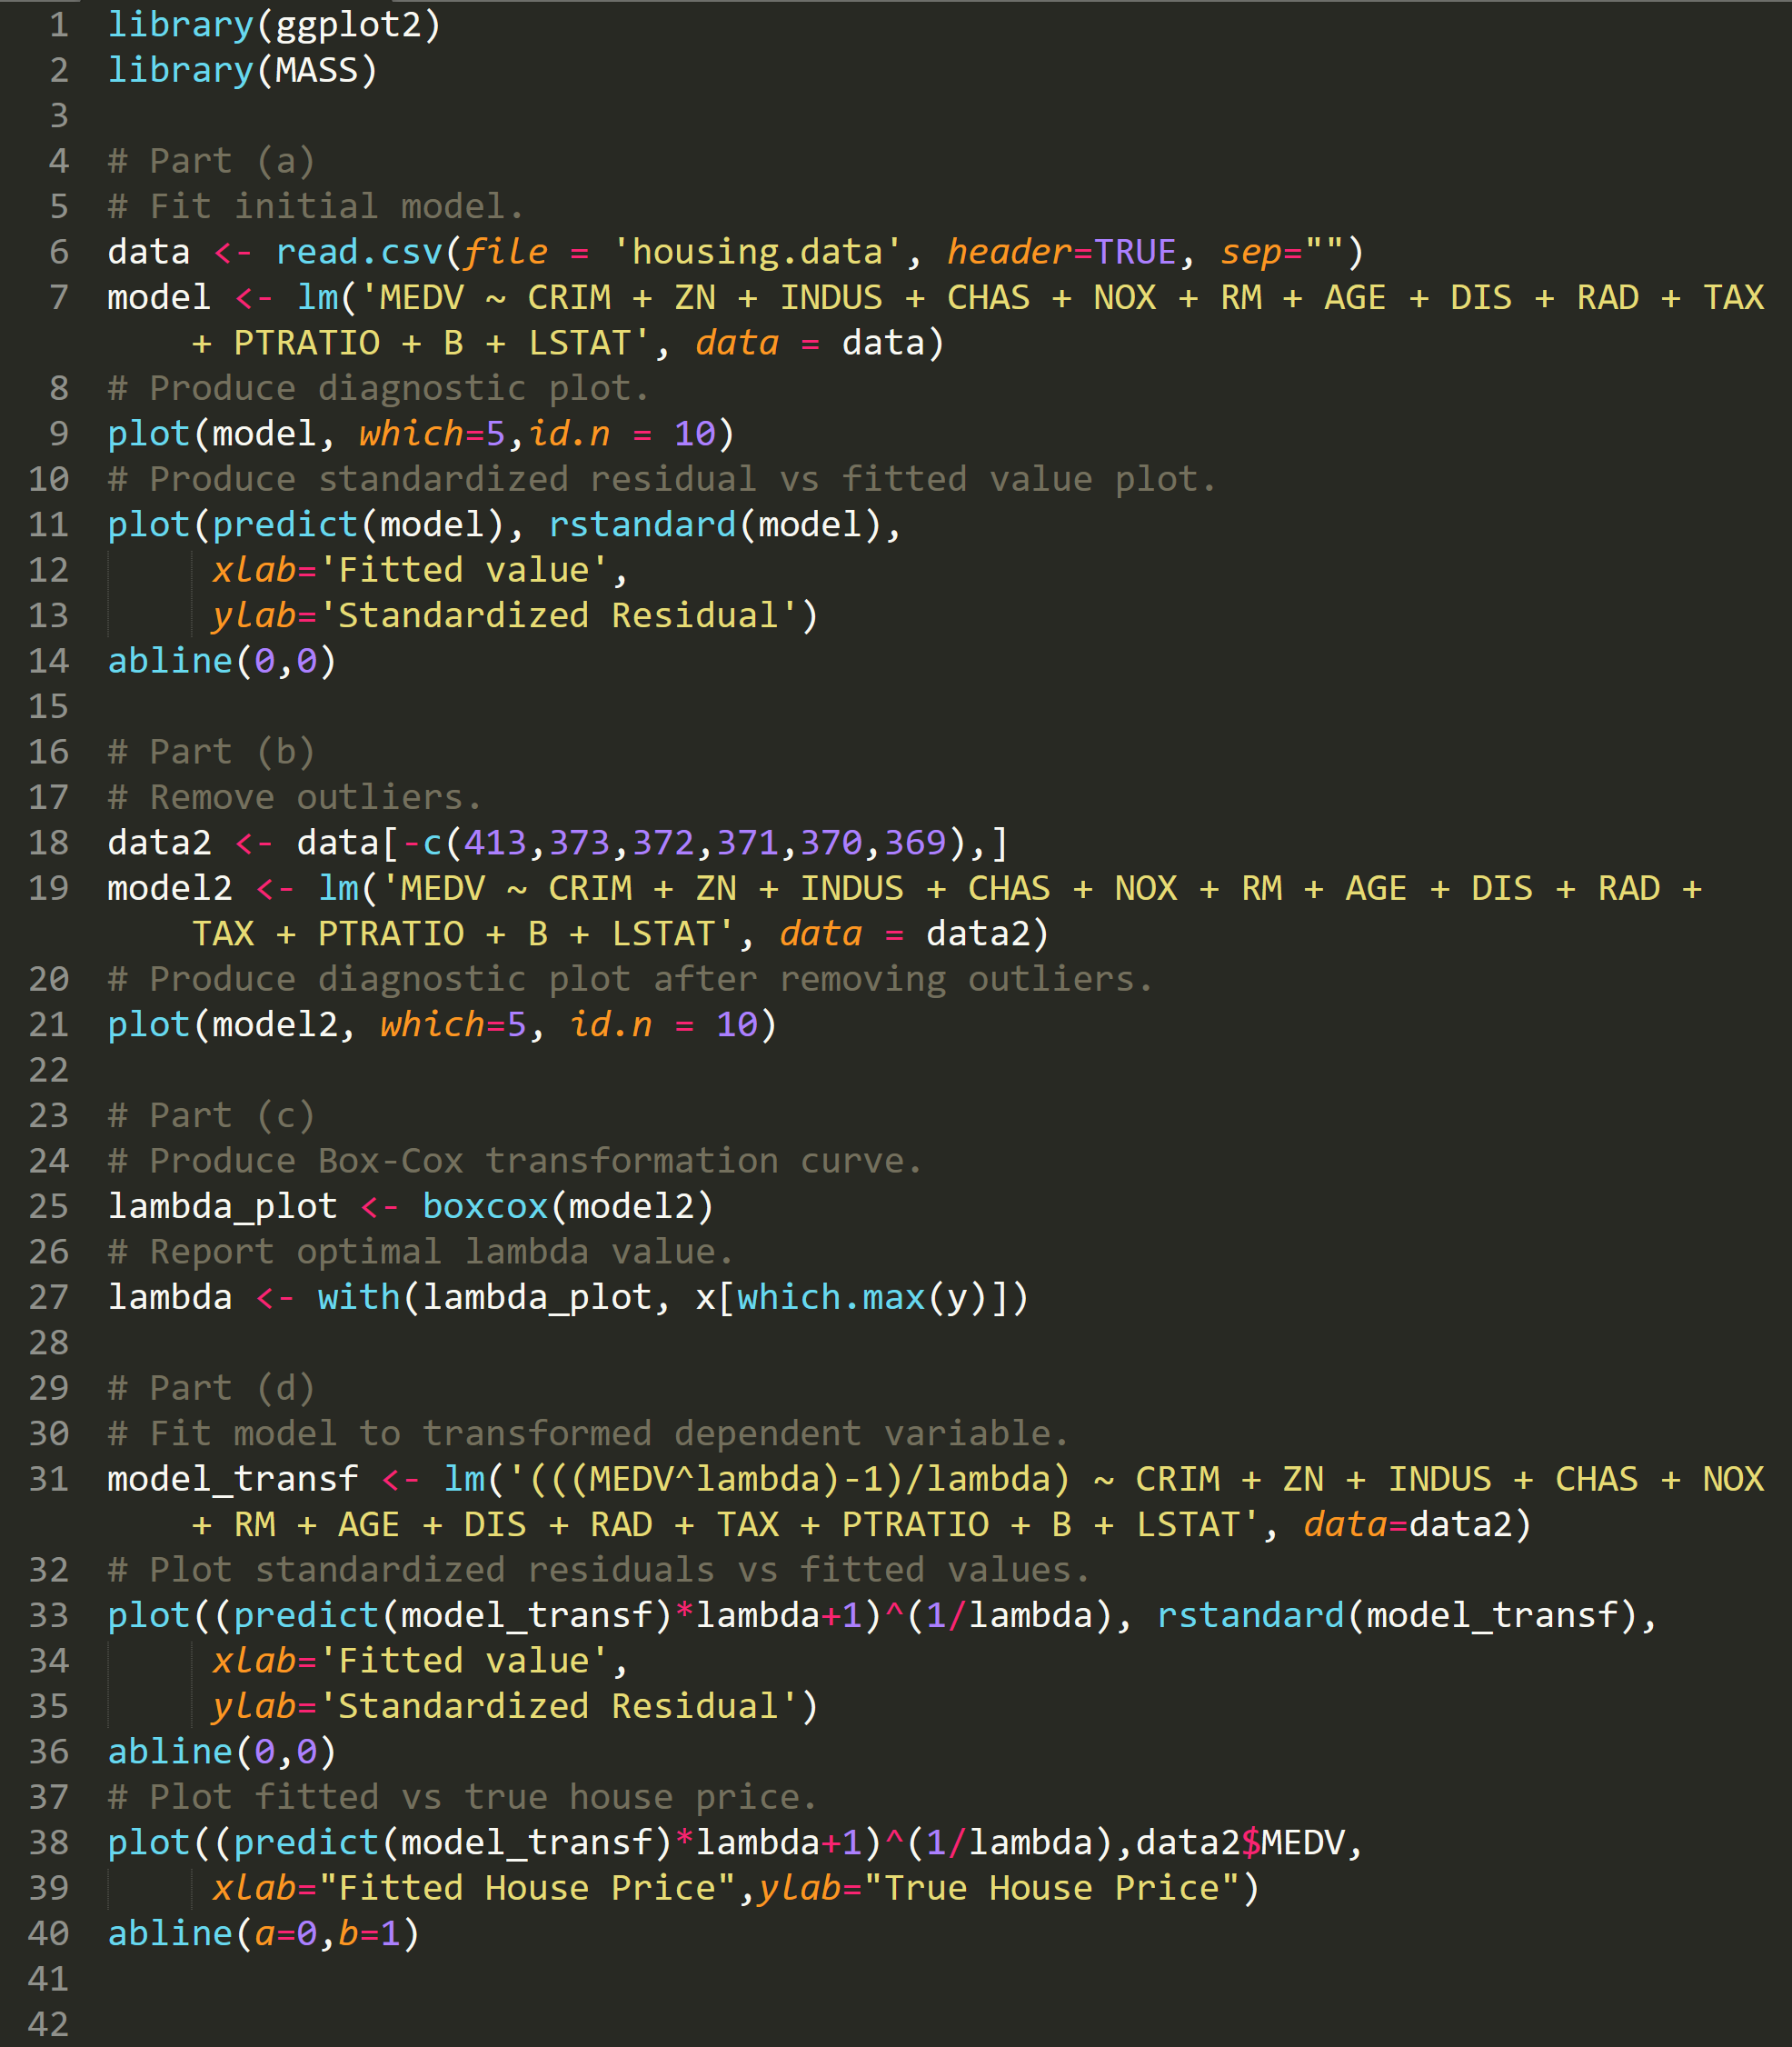 1 library(ggplot2)
2 library(MASS)
3
4 # Part (a)
5 # Fit initial model.
6 data <- read.csv(file = 'housing.data', header=TRUE, sep="")
7 model <- lm('MEDV ~ CRIM + ZN + INDUS + CHAS + NOX + RM + AGE + DIS + RAD + TAX
+ PTRATIO + B + LSTAT', data = data)
8 # Produce diagnostic plot.
9 plot(model, which=5,id.n = 10)
10 # Produce standardized residual vs fitted value plot.
11 plot(predict(model), rstandard(model),
12 xlab='Fitted value',
13 ylab='Standardized Residual')
14 abline(0,0)
15
16 # Part (b)
17 # Remove outliers.
18 data2 <- data[-c(413,373,372,371,370,369),]
19 model2 <- lm('MEDV ~ CRIM + ZN + INDUS + CHAS + NOX + RM + AGE + DIS + RAD +
TAX + PTRATIO + B + LSTAT', data = data2)
20 # Produce diagnostic plot after removing outliers.
21 plot(model2, which=5, id.n = 10)
22
23 # Part (c)
24 # Produce Box-Cox transformation curve.
25 lambda_plot <- boxcox(model2)
26 # Report optimal lambda value.
27 lambda <- with(lambda_plot, x[which.max(y)])
28
29 # Part (d)
30 # Fit model to transformed dependent variable.
31 model_transf <- lm('(((MEDV^lambda)-1)/lambda) ~ CRIM + ZN + INDUS + CHAS + NOX
+ RM + AGE + DIS + RAD + TAX + PTRATIO + B + LSTAT', data=data2)
32 # Plot standardized residuals vs fitted values.
33 plot((predict(model_transf)*lambda+1)^(1/lambda), rstandard(model_transf),
34 xlab='Fitted value',
35 ylab='Standardized Residual')
36 abline(0,0)
37 # Plot fitted vs true house price.
38 plot((predict(model_transf)*lambda+1)^(1/lambda),data2$MEDV,
39 xlab="Fitted House Price",ylab="True House Price")
40 abline(a=0,b=1)
41
42